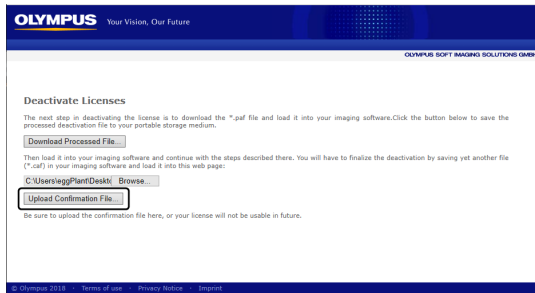 OLYMPUS Your Vision, Our Future
OLYMPUS SOFT IMAGING SOLUTIONS GMBH
Deactivate Licenses
The next step in deactivating the license is to download the *.paf file and load it into your imaging software.Click the button below to save the
processed deactivation file to your portable storage medium.
Download Processed File...
Then load it into your imaging software and continue with the steps described there. You will have to finalize the deactivation by saving yet another file
(*.caf) in your imaging software and load it into this web page:
C:\Users\eggPlant\Deskto Browse...
Upload Confirmation File...
Be sure to upload the confirmation file here, or your license will not be usable in future.
© Olympus 2018 · Terms of use · Privacy Notice · Imprint